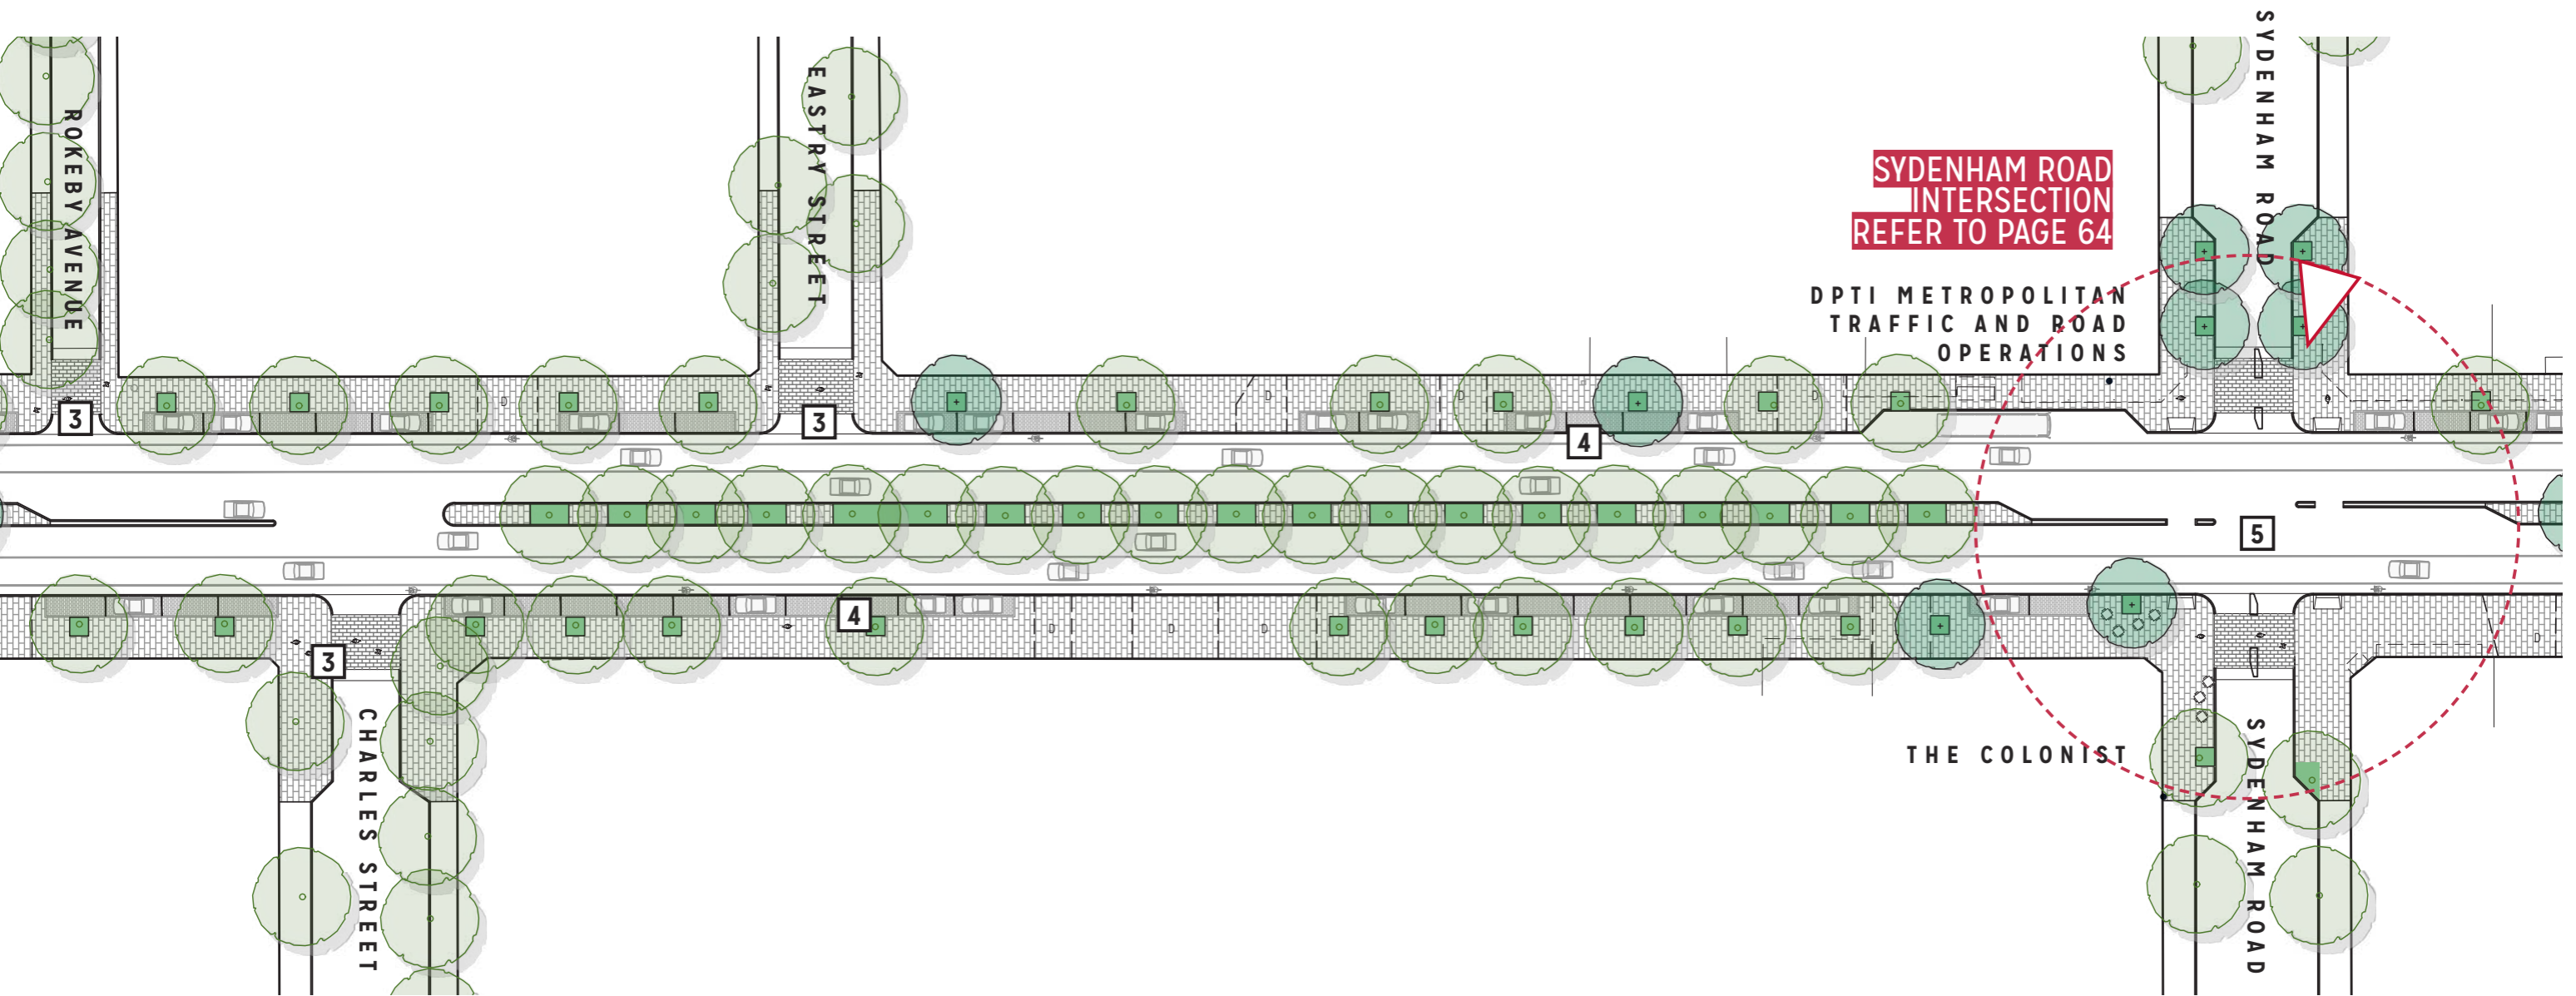 SYDENHAM ROAD
EASTRY STREET
ROKEBY AVENUE
SYDENHAM ROAD
INTERSECTION
REFER TO PAGE 64
DPTI METROPOLITAN
TRAFFIC AND ROAD
OPERATIONS
3
3
4
5
4
3
THE COLONIST
CHARLES STREET
SYDENHAM ROAD